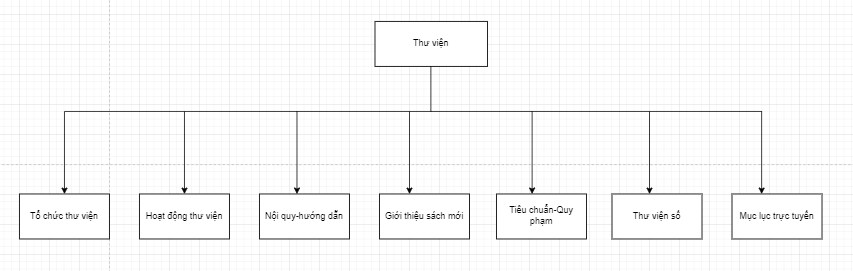 Thư viện
Tổ chức thư viện
Hoạt động thư viện
Nội quy-hướng dẫn
Giới thiệu sách mới
Tiêu chuẩn-Quy
phạm
Thư viện số
Mục lục trực tuyến